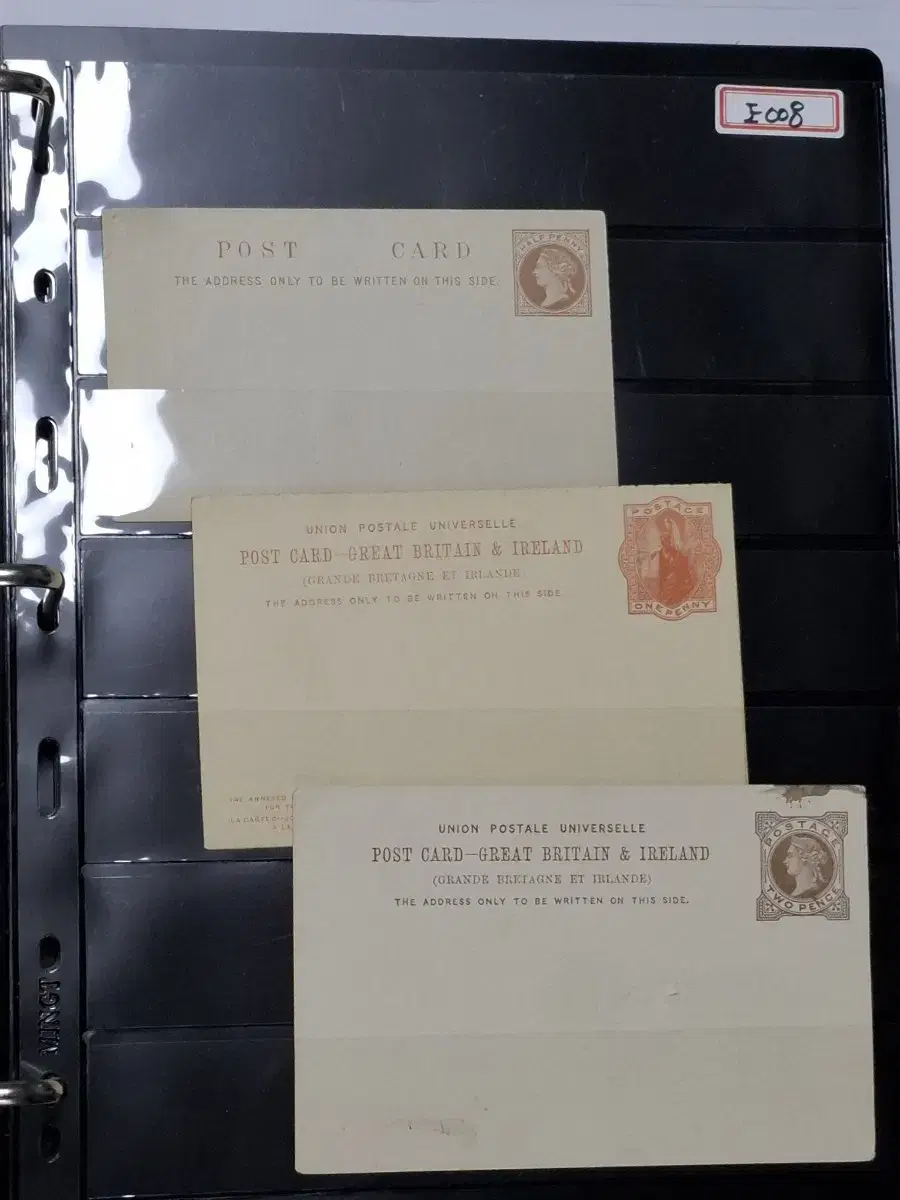 I008
POST CARD
THE ADDRESS ONLY TO BE WRITTEN ON THIS SIDE.
HALF PENNY
UNION POSTALE UNIVERSELLE
POST CARD—GREAT BRITAIN & IRELAND
(GRANDE BRETAGNE ET IRLANDE
THE ADDRESS ONLY TO BE WRITTEN ON THIS SIDE
POSTAGE
ONE PENNY
THE ANNEXED
UNION POSTALE UNIVERSELLE
POST CARD—GREAT BRITAIN & IRELAND
(GRANDE BRETAGNE ET IRLANDE)
THE ADDRESS ONLY TO BE WRITTEN ON THIS SIDE.
POSTAGE
TWO PENCE
MINGT